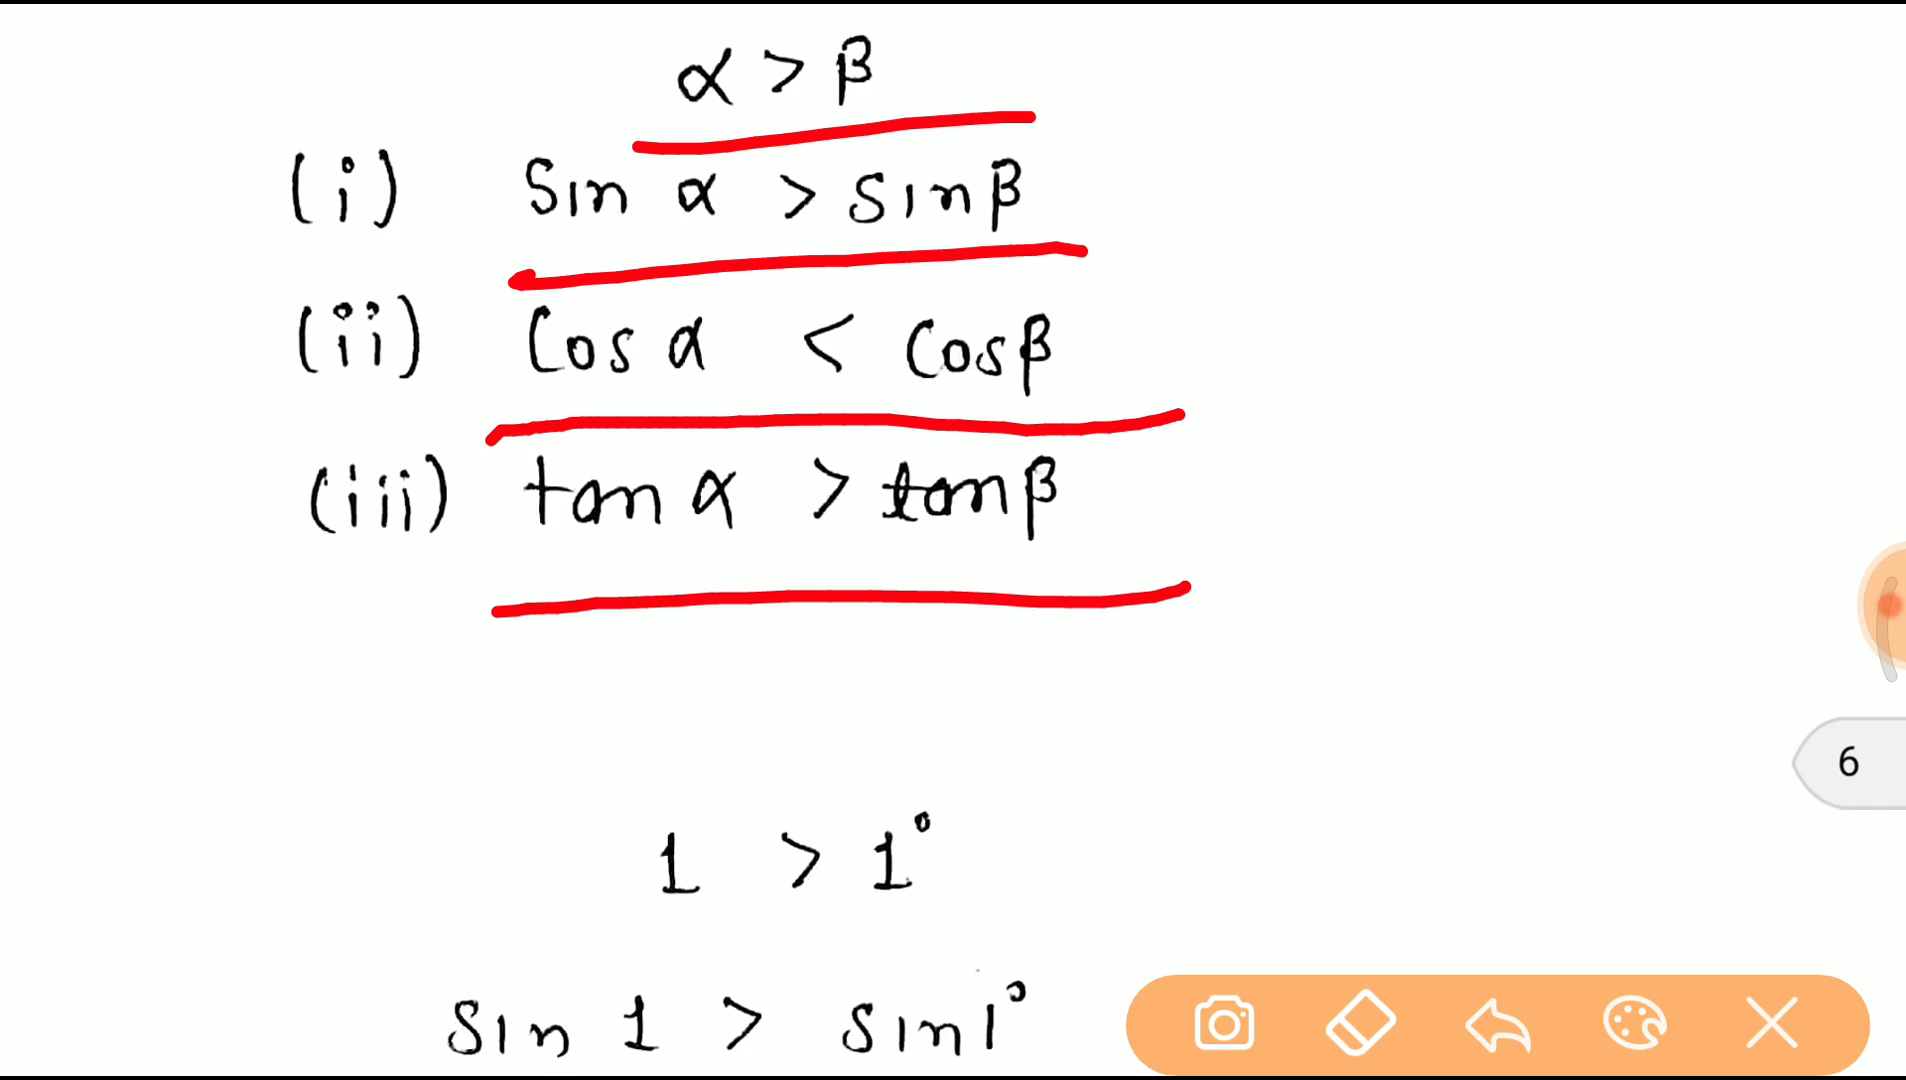 α > β
(i) Sin α > Sin β
(ii) Cos α < Cos β
(iii) tan α > tan β
1 > 1°
6
Sin 1 > Sin 1°